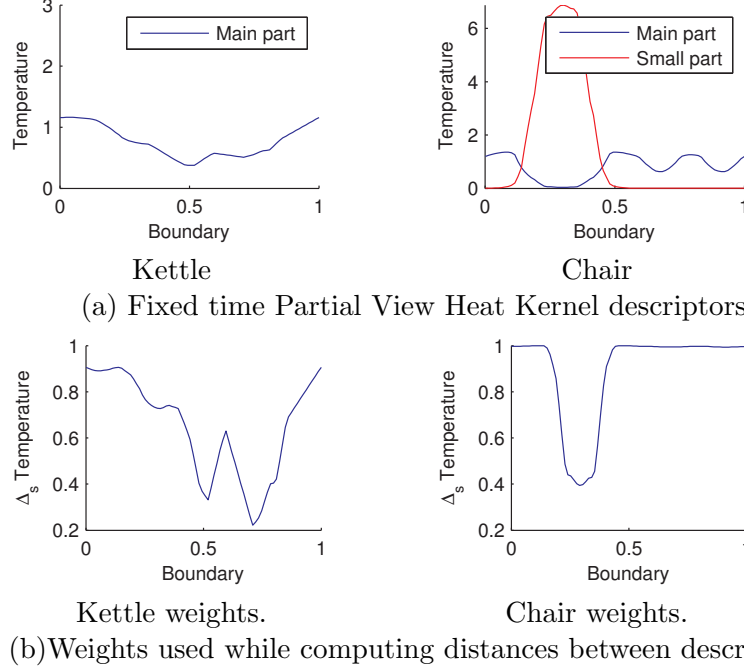 3
2
1
0
Temperature
Main part
0 0.5 1
Boundary
Kettle
6
4
2
0
Temperature
Main part
Small part
0 0.5 1
Boundary
Chair
(a) Fixed time Partial View Heat Kernel descriptors
1
0.8
0.6
0.4
0.2
Δs Temperature
0 0.5 1
Boundary
Kettle weights.
1
0.8
0.6
0.4
0.2
Δs Temperature
0 0.5 1
Boundary
Chair weights.
(b)Weights used while computing distances between descr